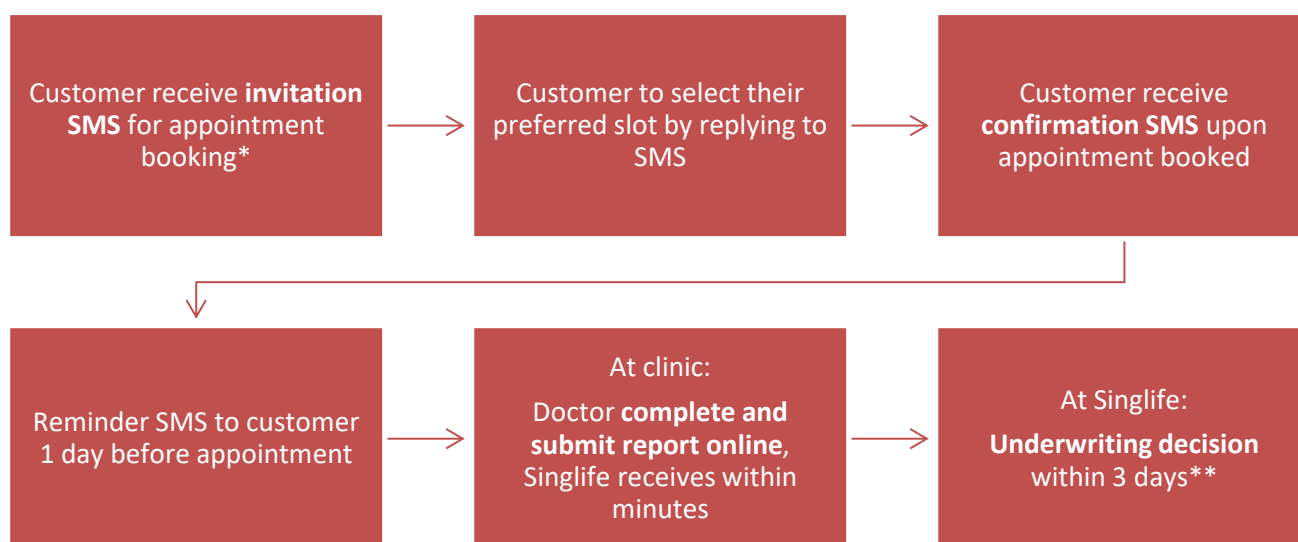 Customer receive invitation
SMS for appointment
booking*
Customer to select their
preferred slot by replying to
SMS
Customer receive
confirmation SMS upon
appointment booked
Reminder SMS to customer
1 day before appointment
At clinic:
Doctor complete and
submit report online,
Singlife receives within
minutes
At Singlife:
Underwriting decision
within 3 days**